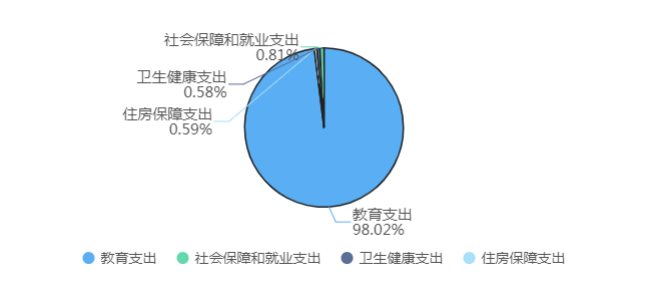 社会保障和就业支出
0.81%
卫生健康支出
0.58%
住房保障支出
0.59%
教育支出
98.02%
教育支出 社会保障和就业支出 卫生健康支出 住房保障支出